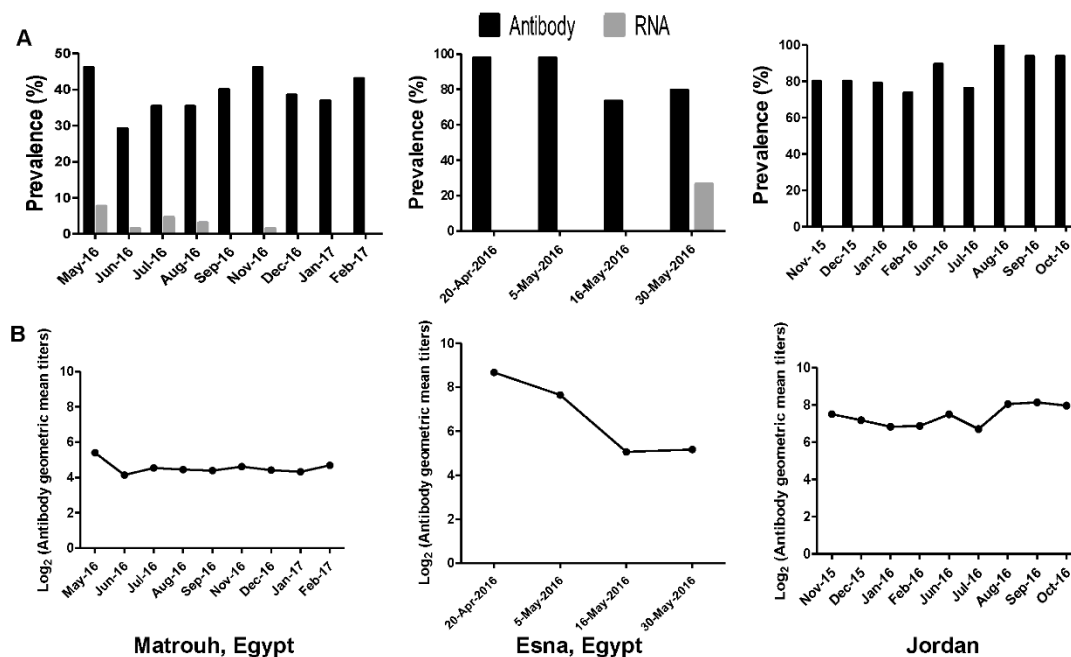 Antibody RNA
A
Prevalence (%)
50
40
30
20
10
0
May-16 Jun-16 Jul-16 Aug-16 Sep-16 Nov-16 Dec-16 Jan-17 Feb-17
Prevalence (%)
100
80
60
40
20
0
20-Apr-2016 5-May-2016 16-May-2016 30-May-2016
Prevalence (%)
100
80
60
40
20
0
Nov- 15 Dec-15 Jan-16 Feb-16 Jun-16 Jul-16 Aug-16 Sep-16 Oct-16
B
Log2 (Antibody geometric mean titers)
10
8
6
4
2
0
May-16 Jun-16 Jul-16 Aug-16 Sep-16 Nov-16 Dec-16 Jan-17 Feb-17
Matrouh, Egypt
Log2 (Antibody geometric mean titers)
10
8
6
4
2
0
20-Apr-2016 5-May-2016 16-May-2016 30-May-2016
Esna, Egypt
Log2 (Antibody geometric mean titers)
10
8
6
4
2
0
Nov-15 Dec-15 Jan-16 Feb-16 Jun-16 Jul-16 Aug-16 Sep-16 Oct-16
Jordan